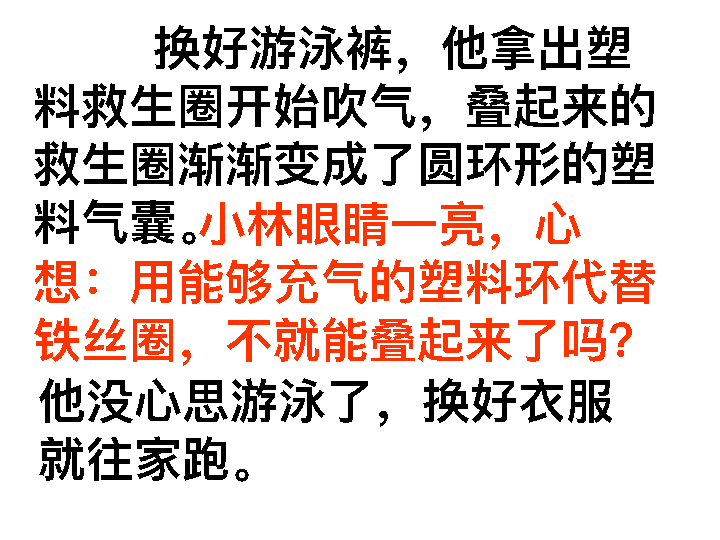 换好游泳裤，他拿出塑
料救生圈开始吹气，叠起来的
救生圈渐渐变成了圆环形的塑
料气囊。小林眼睛一亮，心
想：用能够充气的塑料环代替
铁丝圈，不就能叠起来了吗？
他没心思游泳了，换好衣服
就往家跑。